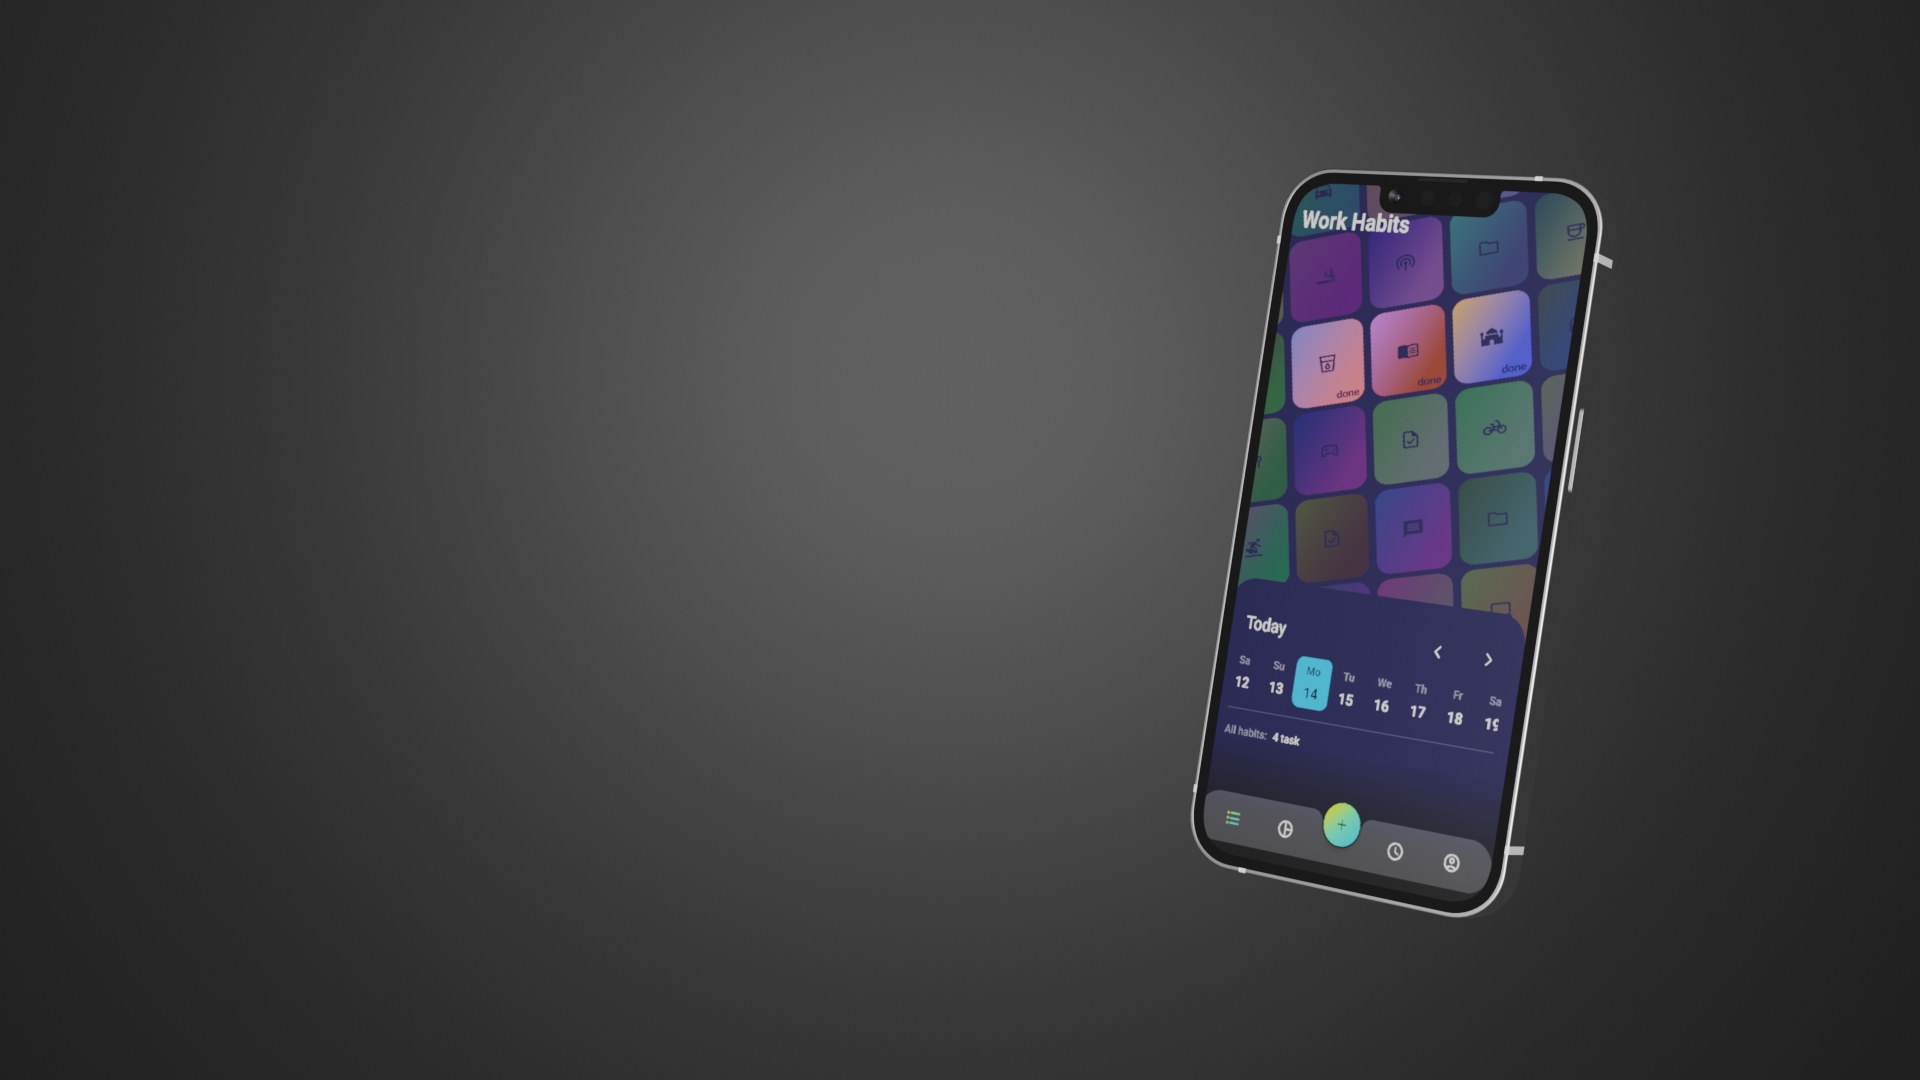 Work Habits
done
done
done
Today
Sa Su Mo Tu We Th Fr Sa
12 13 14 15 16 17 18 19
All habits: 4 task